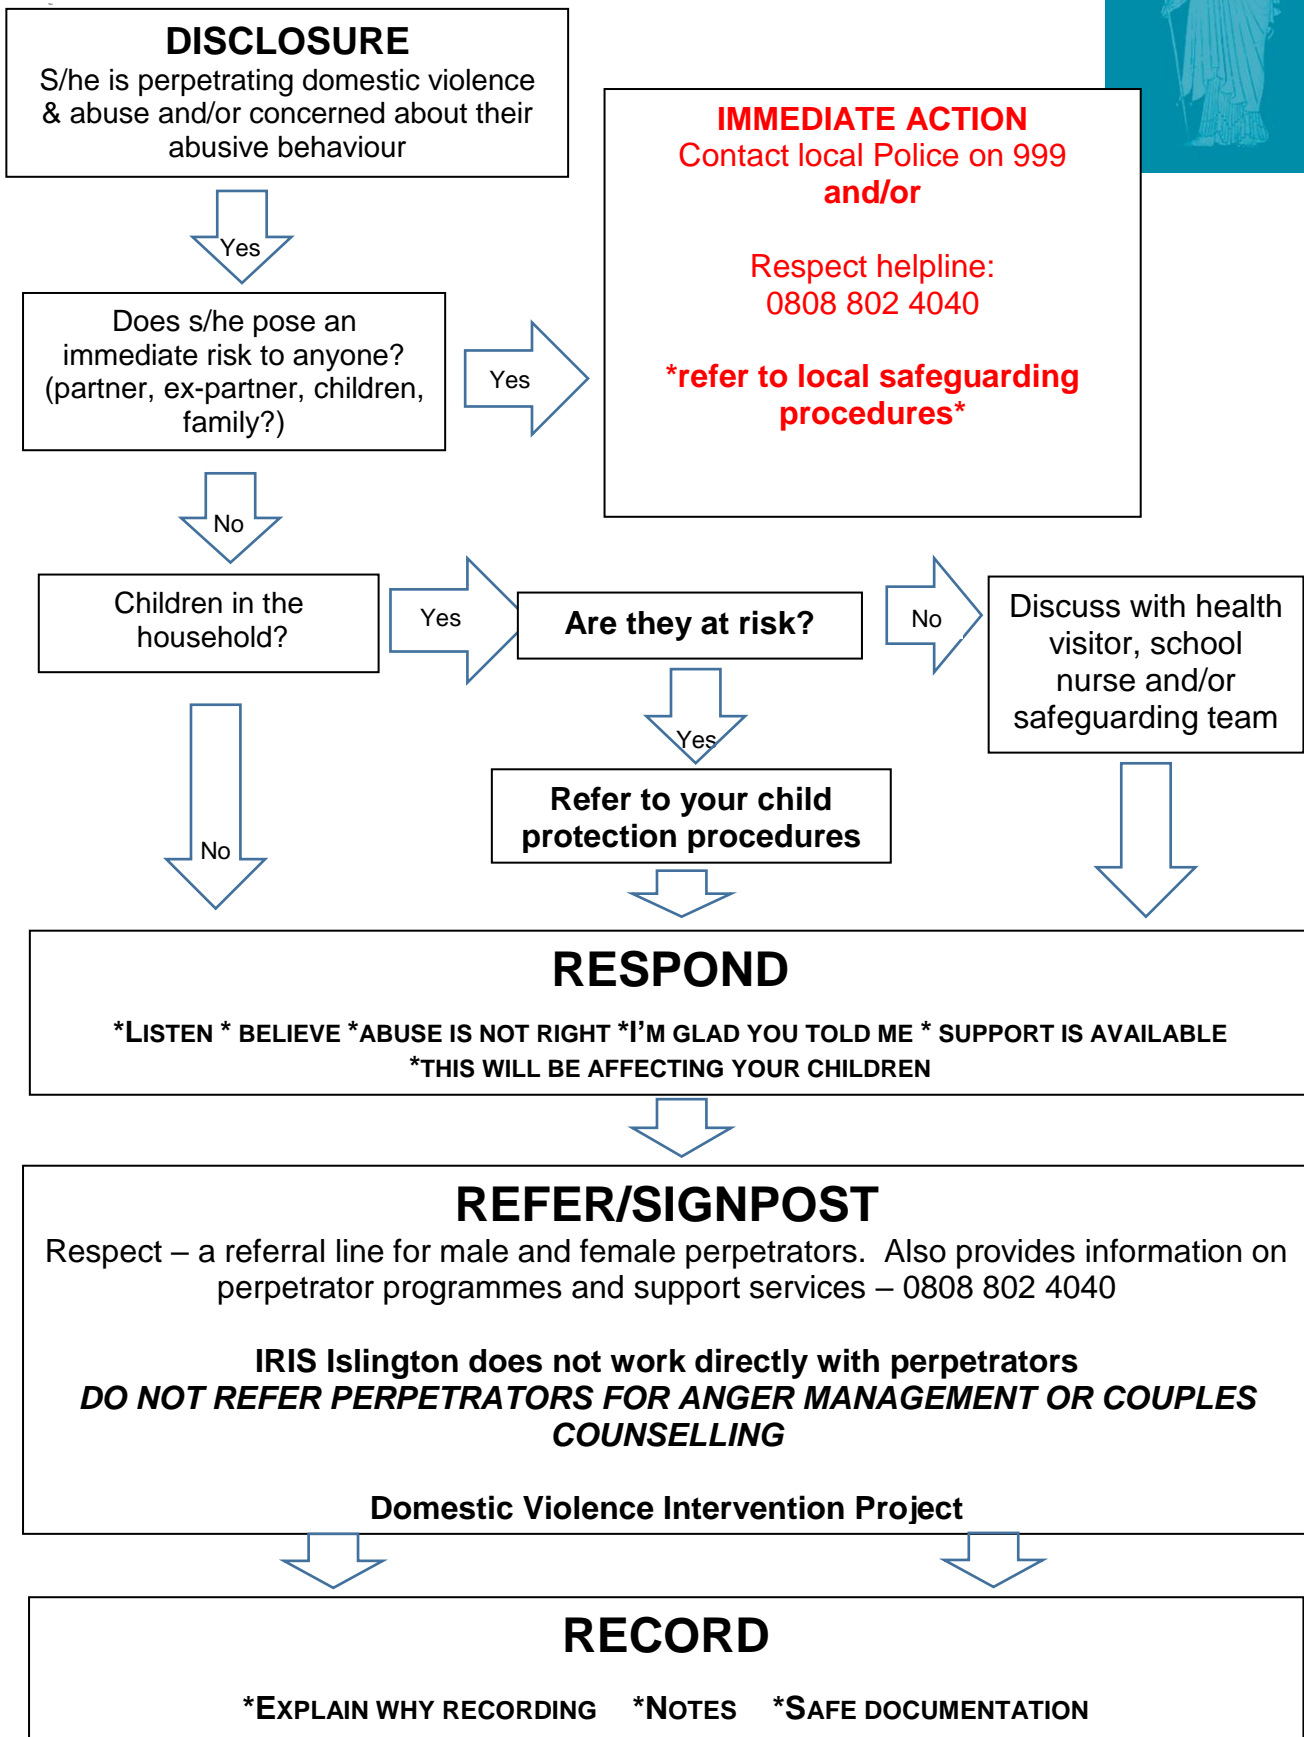 DISCLOSURE
S/he is perpetrating domestic violence
& abuse and/or concerned about their
abusive behaviour
IMMEDIATE ACTION
Contact local Police on 999
and/or
Respect helpline:
0808 802 4040
*refer to local safeguarding
procedures*
Yes
Does s/he pose an
immediate risk to anyone?
(partner, ex-partner, children,
family?)
Yes
No
Children in the
household?
Yes
Are they at risk?
No
Discuss with health
visitor, school
nurse and/or
safeguarding team
Yes
Refer to your child
protection procedures
No
RESPOND
*LISTEN * BELIEVE *ABUSE IS NOT RIGHT *I’M GLAD YOU TOLD ME * SUPPORT IS AVAILABLE
*THIS WILL BE AFFECTING YOUR CHILDREN
REFER/SIGNPOST
Respect – a referral line for male and female perpetrators.  Also provides information on
perpetrator programmes and support services – 0808 802 4040
IRIS Islington does not work directly with perpetrators
DO NOT REFER PERPETRATORS FOR ANGER MANAGEMENT OR COUPLES
COUNSELLING
Domestic Violence Intervention Project
RECORD
*EXPLAIN WHY RECORDING *NOTES *SAFE DOCUMENTATION